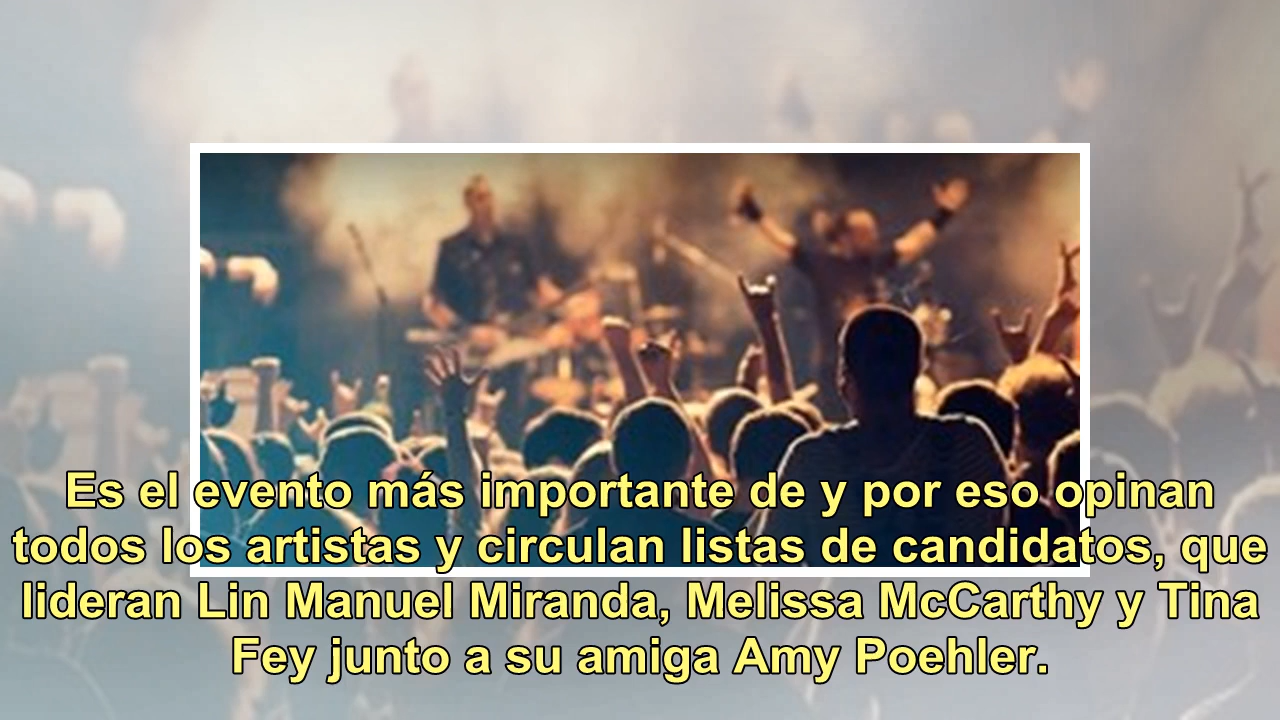 Es el evento más importante de y por eso opinan
todos los artistas y circulan listas de candidatos, que
lideran Lin Manuel Miranda, Melissa McCarthy y Tina
Fey junto a su amiga Amy Poehler.